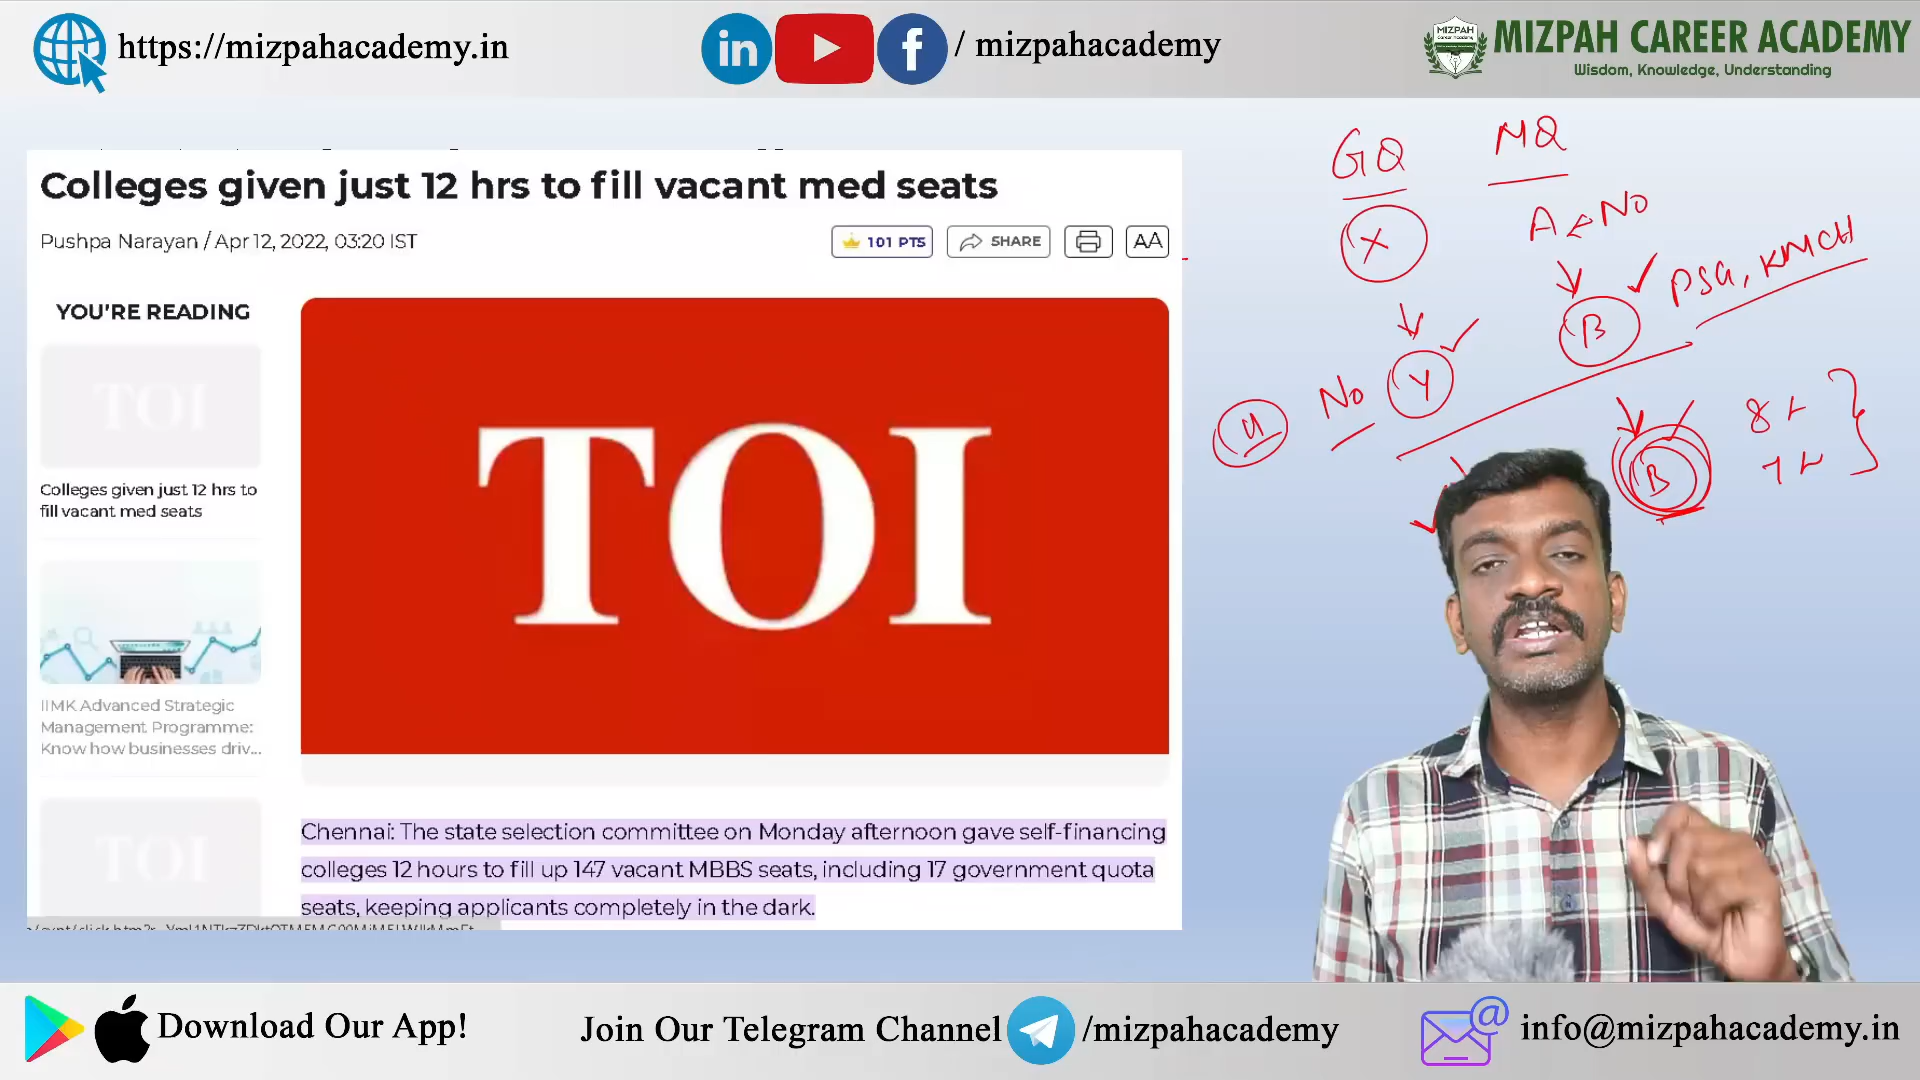 https://mizpahacademy.in
in f / mizpahacademy
MIZPAH
MIZPAH CAREER ACADEMY
Wisdom, Knowledge, Understanding
Colleges given just 12 hrs to fill vacant med seats
Pushpa Narayan / Apr 12, 2022, 03:20 IST
101 PTS
SHARE
AA
YOU'RE READING
TOI
Colleges given just 12 hrs to
fill vacant med seats
IIMK Advanced Strategic
Management Programme:
Know how businesses driv...
TOI
TOI
Chennai: The state selection committee on Monday afternoon gave self-financing
colleges 12 hours to fill up 147 vacant MBBS seats, including 17 government quota
seats, keeping applicants completely in the dark.
GQ
MQ
X
A No
PSG, KMCH
B
No Y
B
Download Our App!
Join Our Telegram Channel /mizpahacademy
@
info@mizpahacademy.in